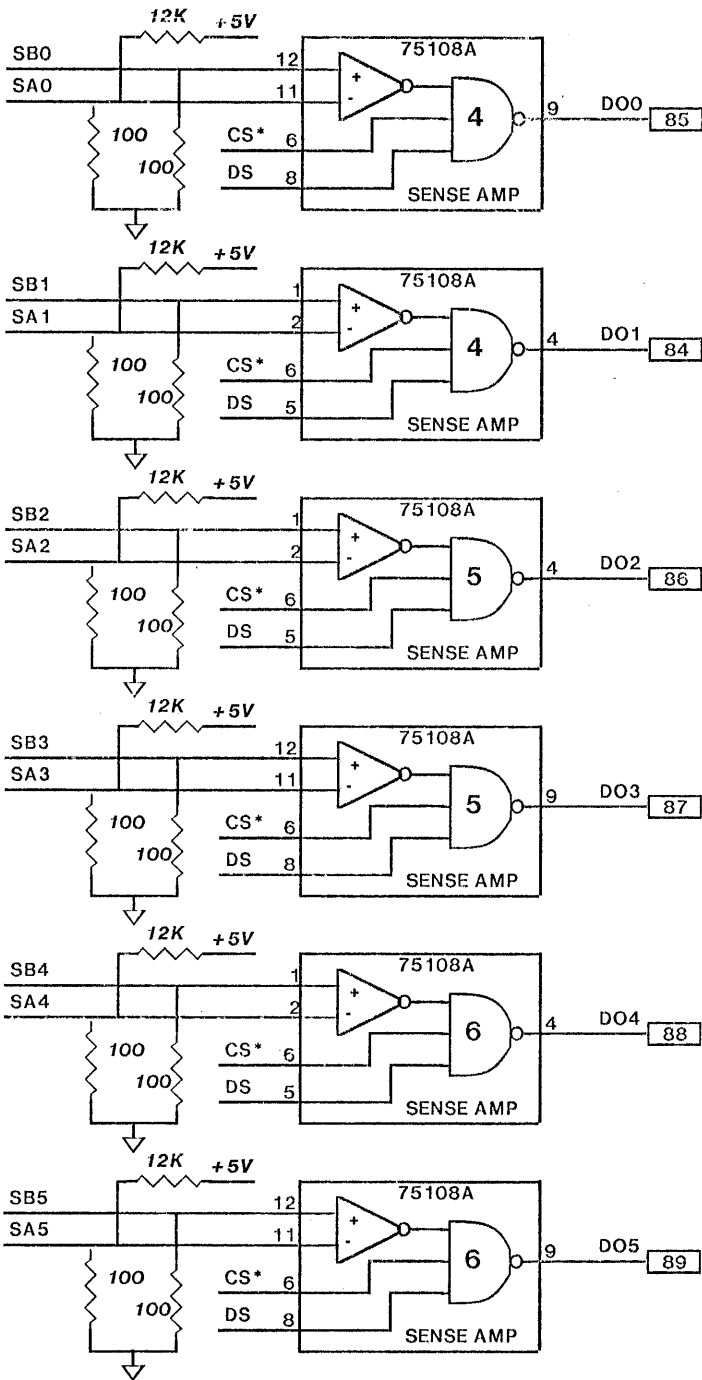 12K +5V
75108A
SB0 12
+
SA0 11
-
4 9 DO0 85
100
CS* 6
100
DS 8
SENSE AMP
12K +5V
75108A
SB1 1
+
SA1 2
-
4 4 DO1 84
100
CS* 6
100
DS 5
SENSE AMP
12K +5V
75108A
SB2 1
+
SA2 2
-
5 4 DO2 86
100
CS* 6
100
DS 5
SENSE AMP
12K +5V
75108A
SB3 12
+
SA3 11
-
5 9 DO3 87
100
CS* 6
100
DS 8
SENSE AMP
12K +5V
75108A
SB4 1
+
SA4 2
-
6 4 DO4 88
100
CS* 6
100
DS 5
SENSE AMP
12K +5V
75108A
SB5 12
+
SA5 11
-
6 9 DO5 89
100
CS* 6
100
DS 8
SENSE AMP